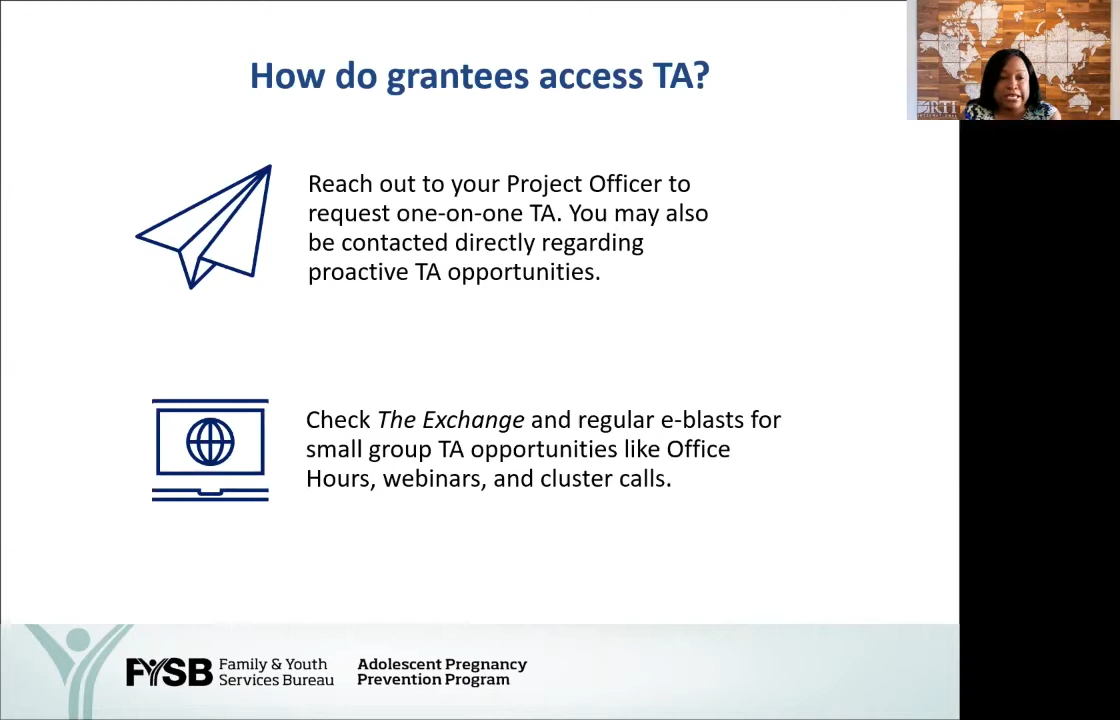 How do grantees access TA?
Reach out to your Project Officer to
request one-on-one TA. You may also
be contacted directly regarding
proactive TA opportunities.
Check The Exchange and regular e-blasts for
small group TA opportunities like Office
Hours, webinars, and cluster calls.
FYSB
Family & Youth
Services Bureau
Adolescent Pregnancy
Prevention Program
RTI
INTERNATIONAL